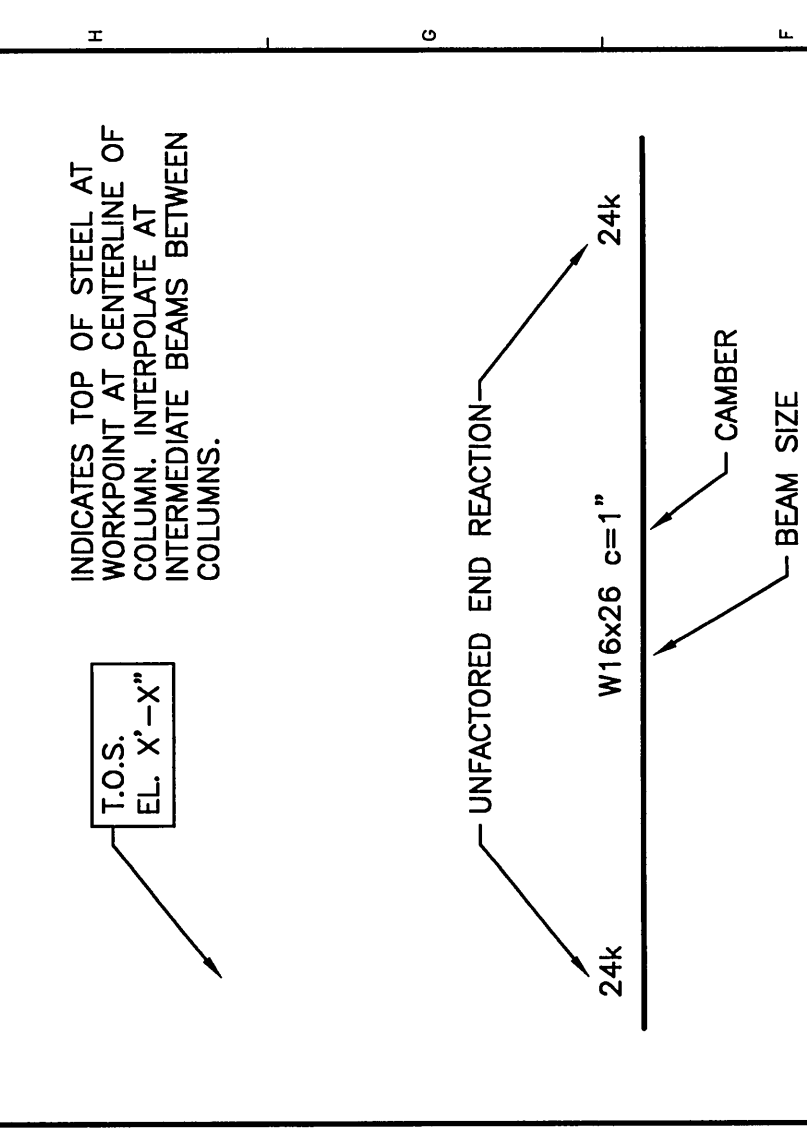 H
G
F
T.O.S.
EL. X'-X"
INDICATES TOP OF STEEL AT
WORKPOINT AT CENTERLINE OF
COLUMN. INTERPOLATE AT
INTERMEDIATE BEAMS BETWEEN
COLUMNS.
UNFACTORED END REACTION
24k
W16x26 c=1"
24k
CAMBER
BEAM SIZE